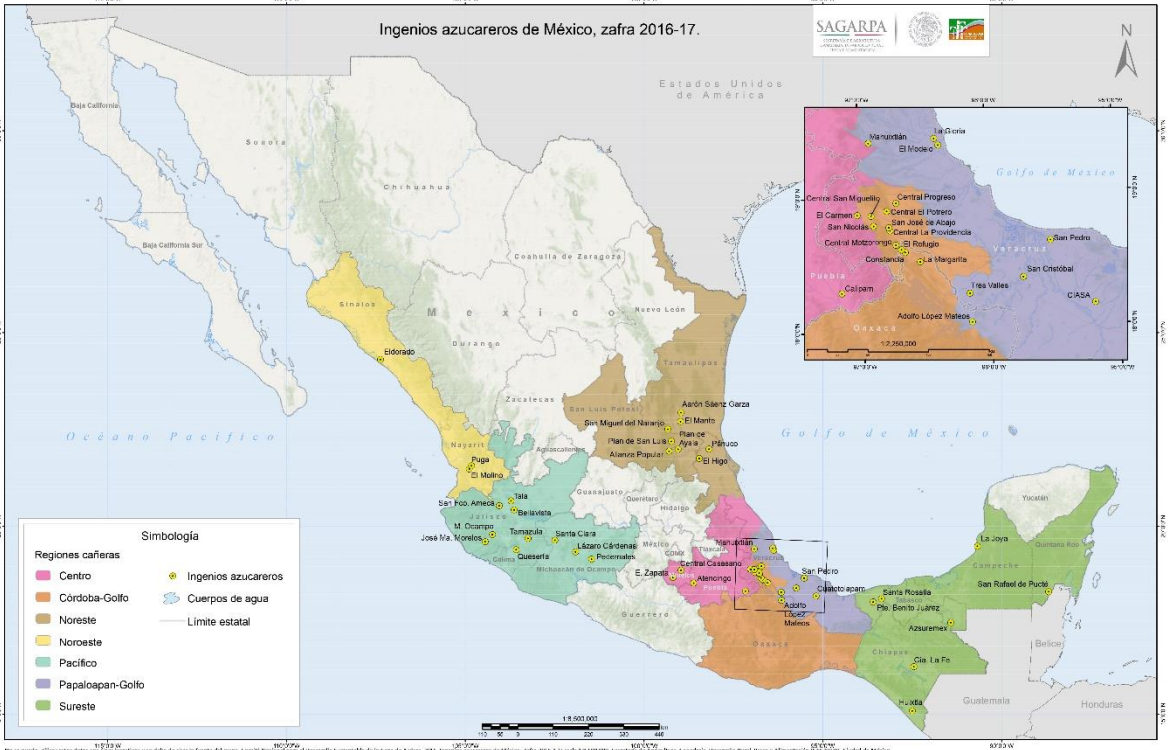 Ingenios azucareros de México, zafra 2016-17.
SAGARPA
N
Estados Unidos
de América
Baja California
Sonora
Chihuahua
Baja California Sur
Coahuila de Zaragoza
Sinaloa
México
Nuevo León
Durango
Eldorado
Tamaulipas
Zacatecas
San Luis Potosí
Océano Pacífico
Golfo de México
Nayarit
Aguascalientes
Aarón Sáenz Garza
El Mante
San Miguel del Naranjo
Plan de San Luis
Plan de
Ayala
Alianza Popular
Pánuco
El Higo
Puga
El Molino
Tala
San Fco. Ameca
Bellavista
Jalisco
Guanajuato
Querétaro
Hidalgo
M. Ocampo
José Ma. Morelos
Tamazula
Quesería
Santa Clara
Lázaro Cárdenas
Pedernales
Colima
Michoacán de Ocampo
México
CDMX
Tlaxcala
Mahuixtlán
Veracruz
E. Zapata
Central Casasano
Atencingo
Puebla
Guerrero
San Pedro
Cuatotolapam
Adolfo
López
Mateos
Oaxaca
Yucatán
Quintana Roo
Campeche
La Joya
San Rafael de Pucté
Santa Rosalía
Tabasco
Pte. Benito Juárez
Azsuremex
Chiapas
Cía. La Fe
Huixtla
Belice
Guatemala
Honduras
Mahuixtlán
La Gloria
El Modelo
Golfo de México
Central San Miguelito
Central Progreso
El Carmen
Central El Potrero
San Nicolás
San José de Abajo
Central La Providencia
Central Motzorongo
El Refugio
Constancia
La Margarita
Veracruz
San Pedro
San Cristóbal
Puebla
Calipam
Tres Valles
CIASA
Adolfo López Mateos
Oaxaca
1:2,250,000
Simbología
Regiones cañeras
Centro
Córdoba-Golfo
Noreste
Noroeste
Pacífico
Papaloapan-Golfo
Sureste
Ingenios azucareros
Cuerpos de agua
Límite estatal
1:6,500,000